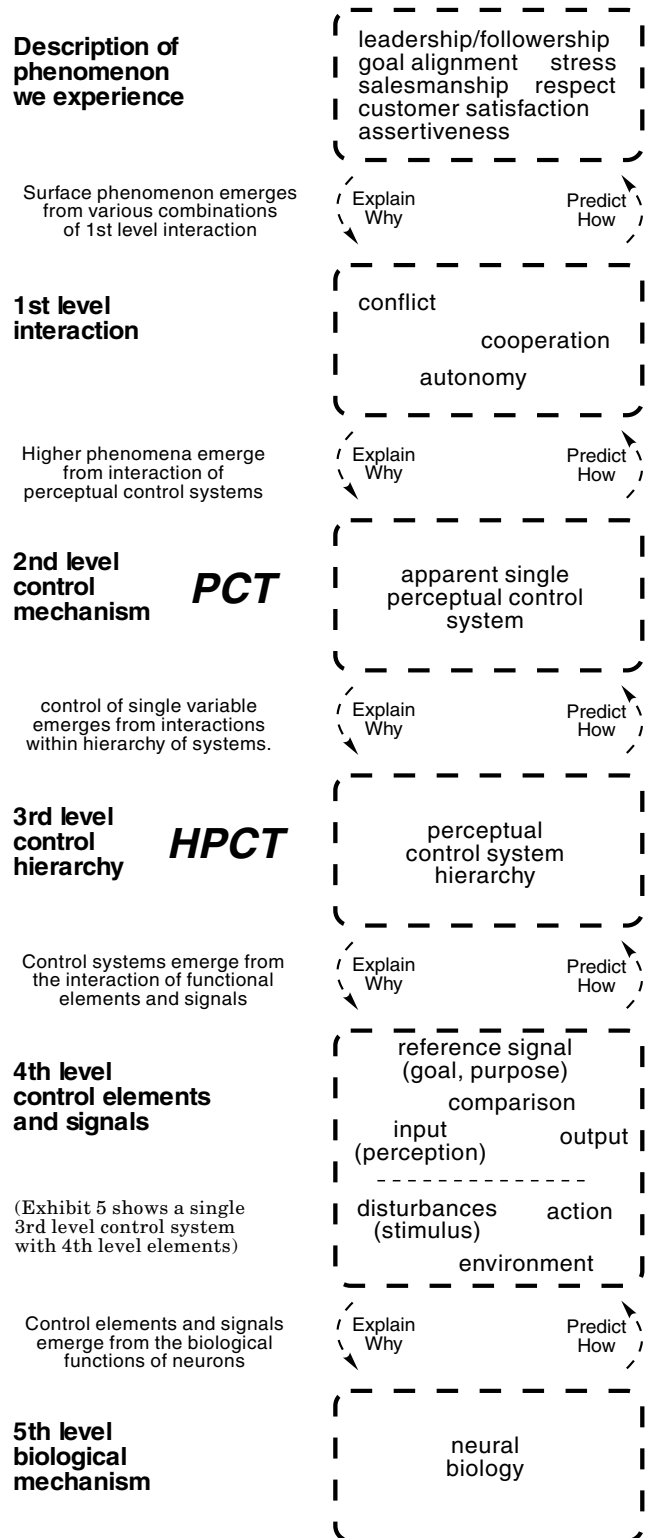 Description of
phenomenon
we experience
leadership/followership
goal alignment stress
salesmanship respect
customer satisfaction
assertiveness
Surface phenomenon emerges
from various combinations
of 1st level interaction
Explain
Why
Predict
How
1st level
interaction
conflict
cooperation
autonomy
Higher phenomena emerge
from interaction of
perceptual control systems
Explain
Why
Predict
How
2nd level
control
mechanism
PCT
apparent single
perceptual control
system
control of single variable
emerges from interactions
within hierarchy of systems.
Explain
Why
Predict
How
3rd level
control
hierarchy
HPCT
perceptual
control system
hierarchy
Control systems emerge from
the interaction of functional
elements and signals
Explain
Why
Predict
How
4th level
control elements
and signals
(Exhibit 5 shows a single
3rd level control system
with 4th level elements)
reference signal
(goal, purpose)
comparison
input
(perception)
output
disturbances
(stimulus)
action
environment
Control elements and signals
emerge from the biological
functions of neurons
Explain
Why
Predict
How
5th level
biological
mechanism
neural
biology